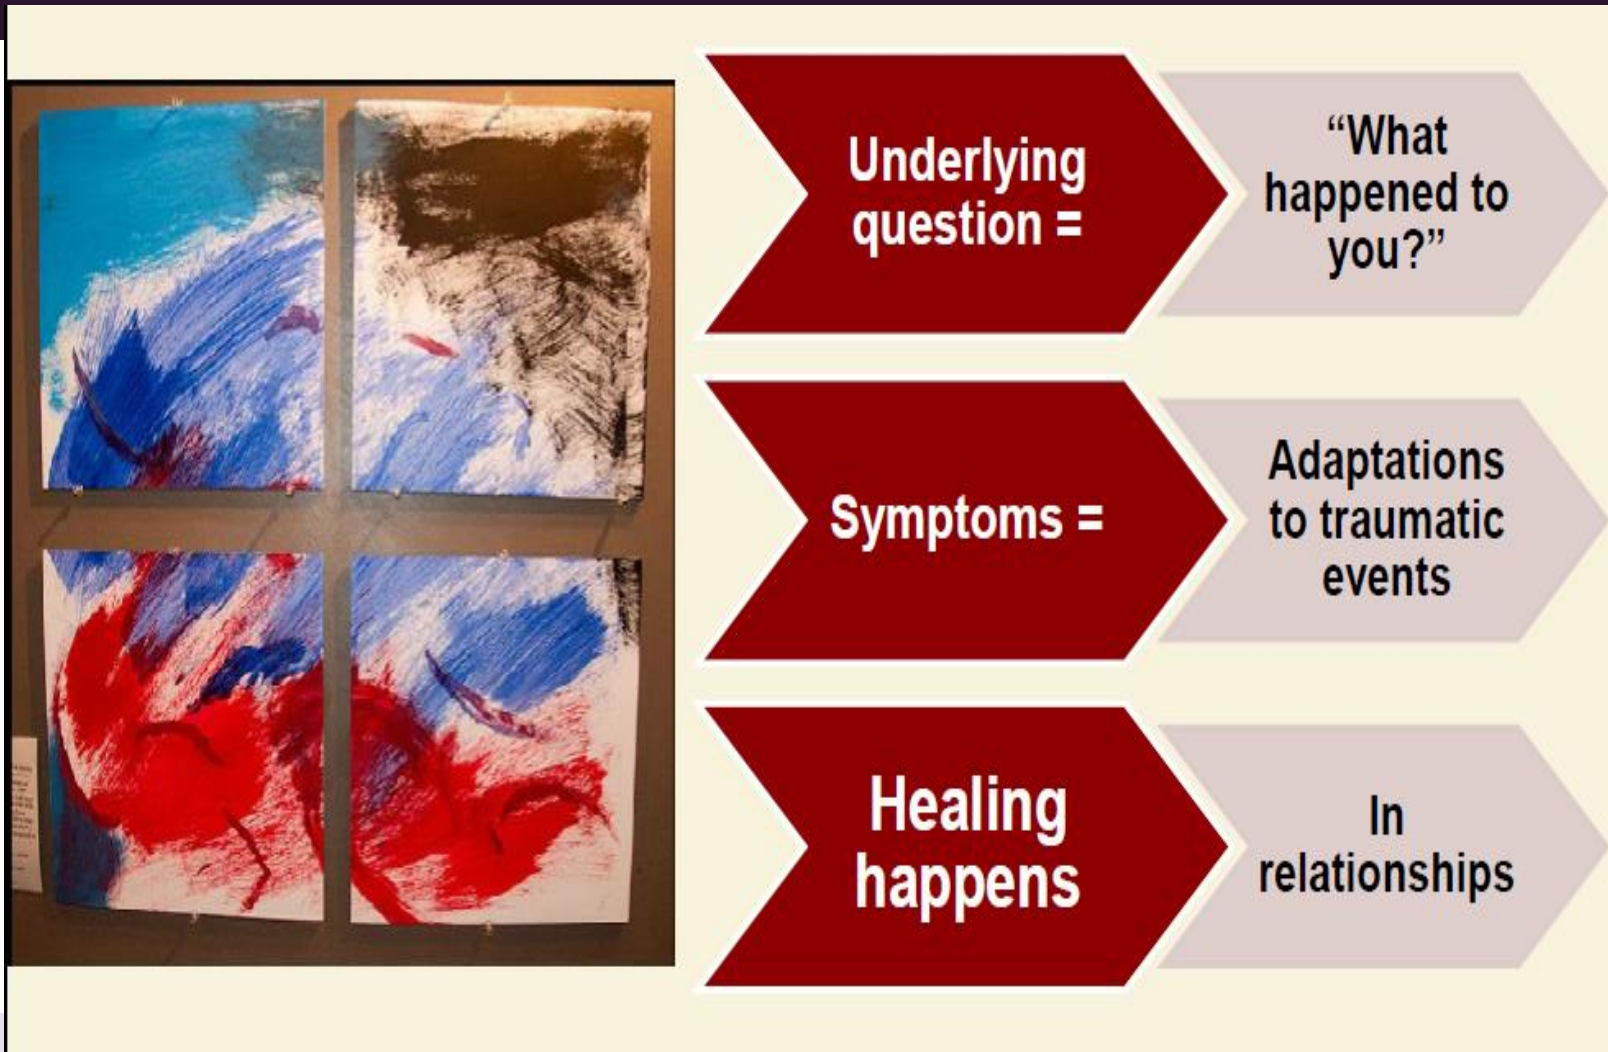 Underlying
question =
“What
happened to
you?”
Symptoms =
Adaptations
to traumatic
events
Healing
happens
In
relationships